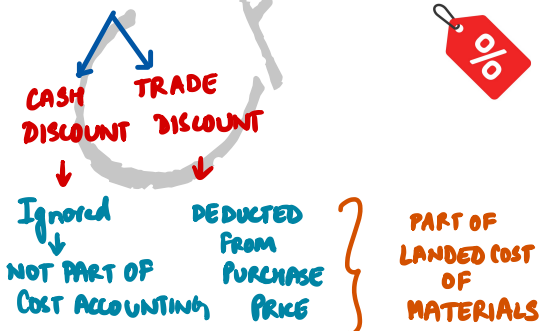 %
CASH
DISCOUNT
TRADE
DISCOUNT
Ignored
NOT PART OF
COST ACCOUNTING
DEDUCTED
FROM
PURCHASE
PRICE
PART OF
LANDED COST
OF
MATERIALS